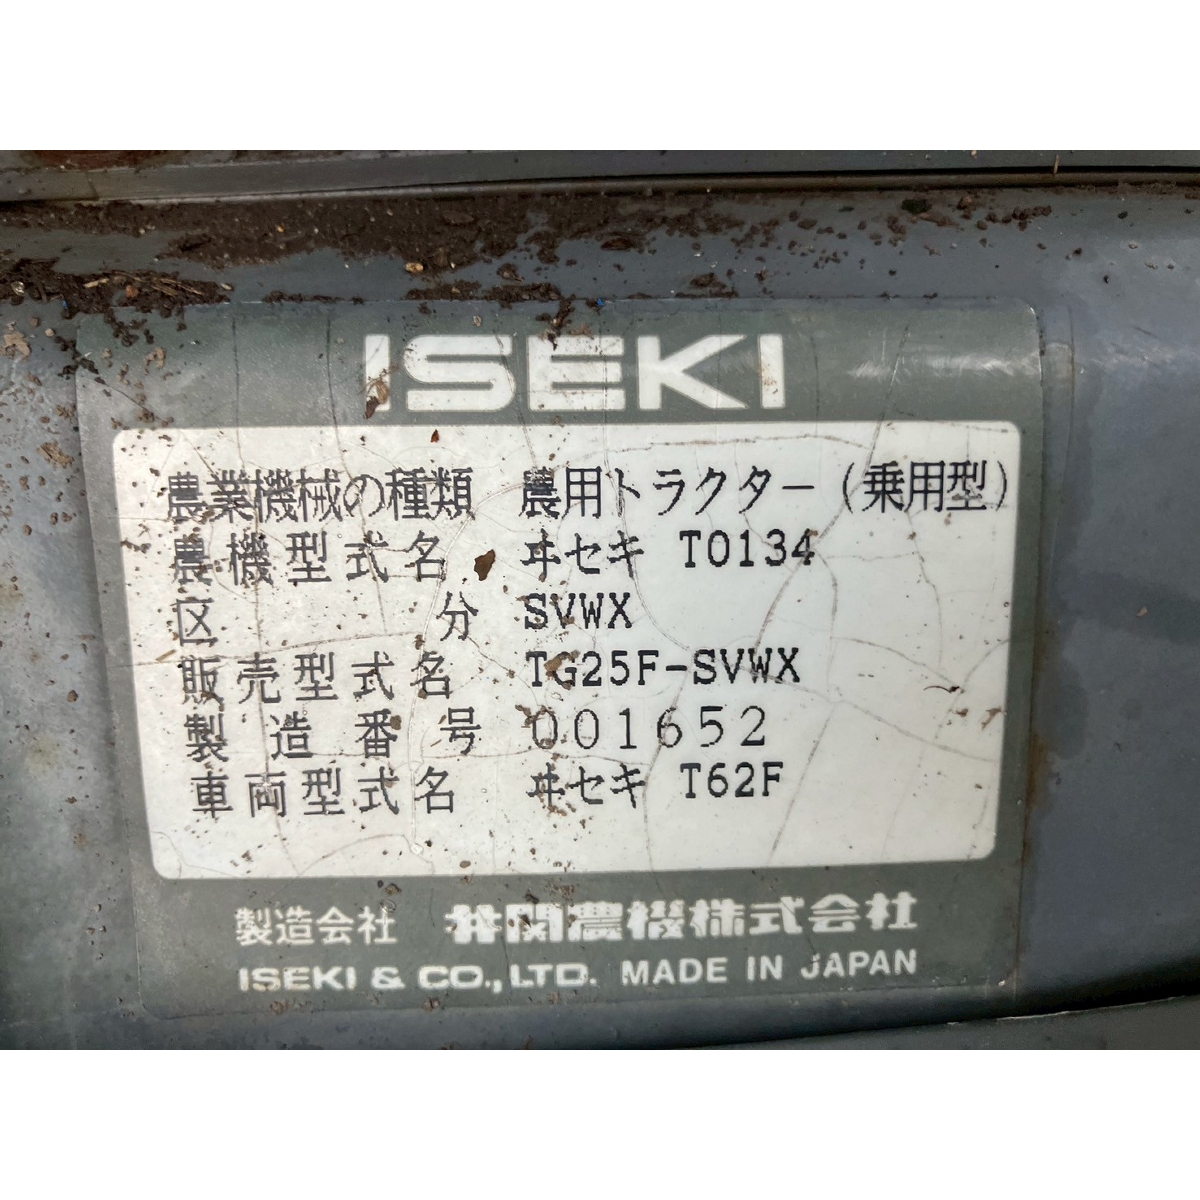 ISEKI
農業機械の種類 農用トラクター(乗用型)
農機型式名 ヰセキ T0134
区分 SVWX
販売型式名 TG25F-SVWX
製造番号 001652
車両型式名 ヰセキ T62F
製造会社 井関農機株式会社
ISEKI & CO., LTD. MADE IN JAPAN